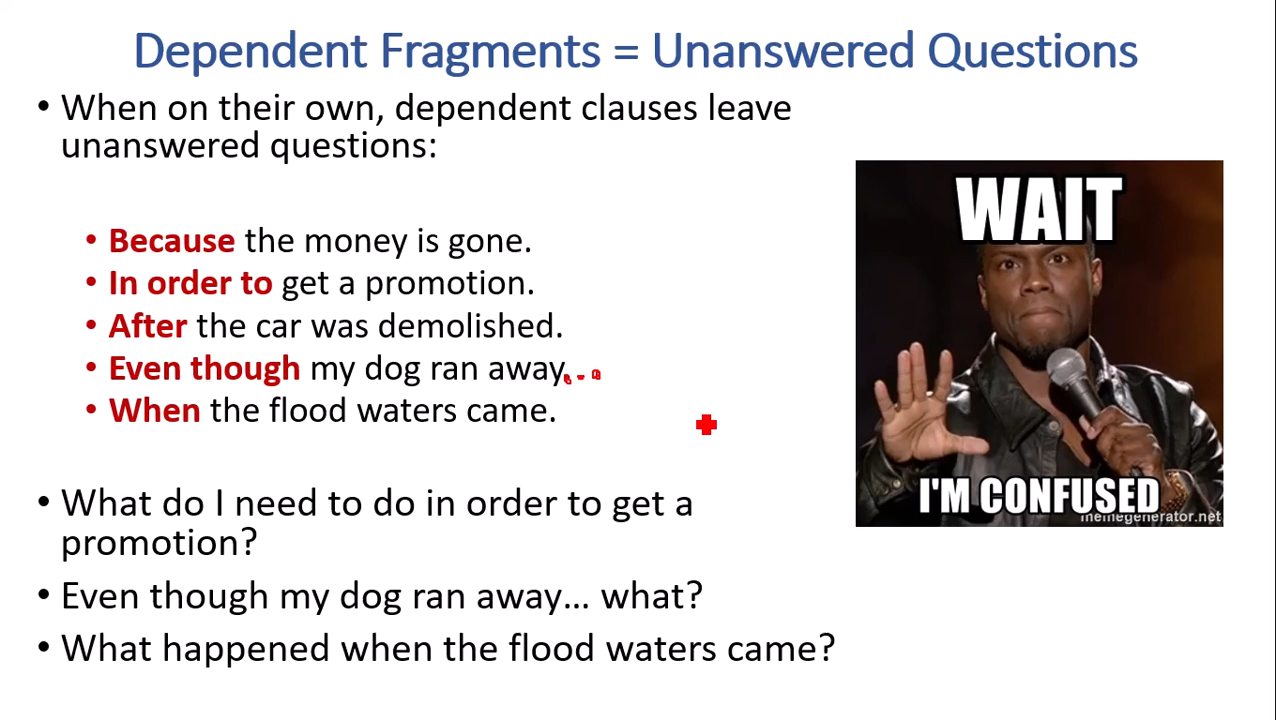 Dependent Fragments = Unanswered Questions
• When on their own, dependent clauses leave
unanswered questions:
• Because the money is gone.
• In order to get a promotion.
• After the car was demolished.
• Even though my dog ran away...
• When the flood waters came.
• What do I need to do in order to get a
promotion?
• Even though my dog ran away… what?
• What happened when the flood waters came?
WAIT
I'M CONFUSED
memegenerator.net